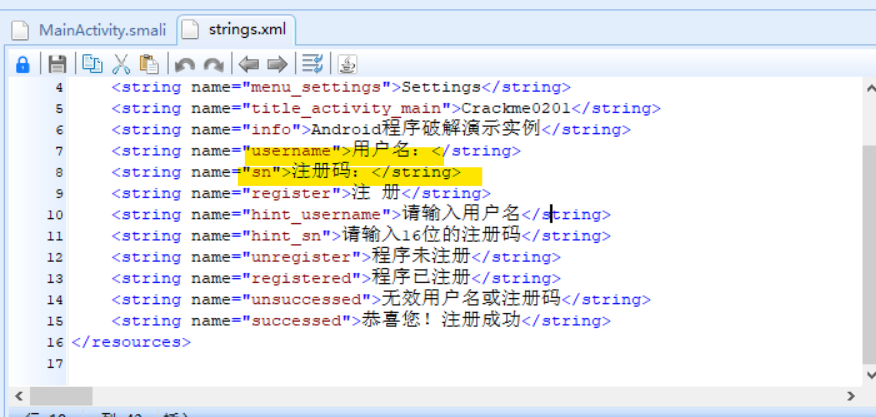 MainActivity.smali strings.xml
4 <string name="menu_settings">Settings</string>
5 <string name="title_activity_main">Crackme0201</string>
6 <string name="info">Android程序破解演示实例</string>
7 <string name="username">用户名：</string>
8 <string name="sn">注册码：</string>
9 <string name="register">注 册</string>
10 <string name="hint_username">请输入用户名</string>
11 <string name="hint_sn">请输入16位的注册码</string>
12 <string name="unregister">程序未注册</string>
13 <string name="registered">程序已注册</string>
14 <string name="unsuccessed">无效用户名或注册码</string>
15 <string name="successed">恭喜您！注册成功</string>
16 </resources>
17